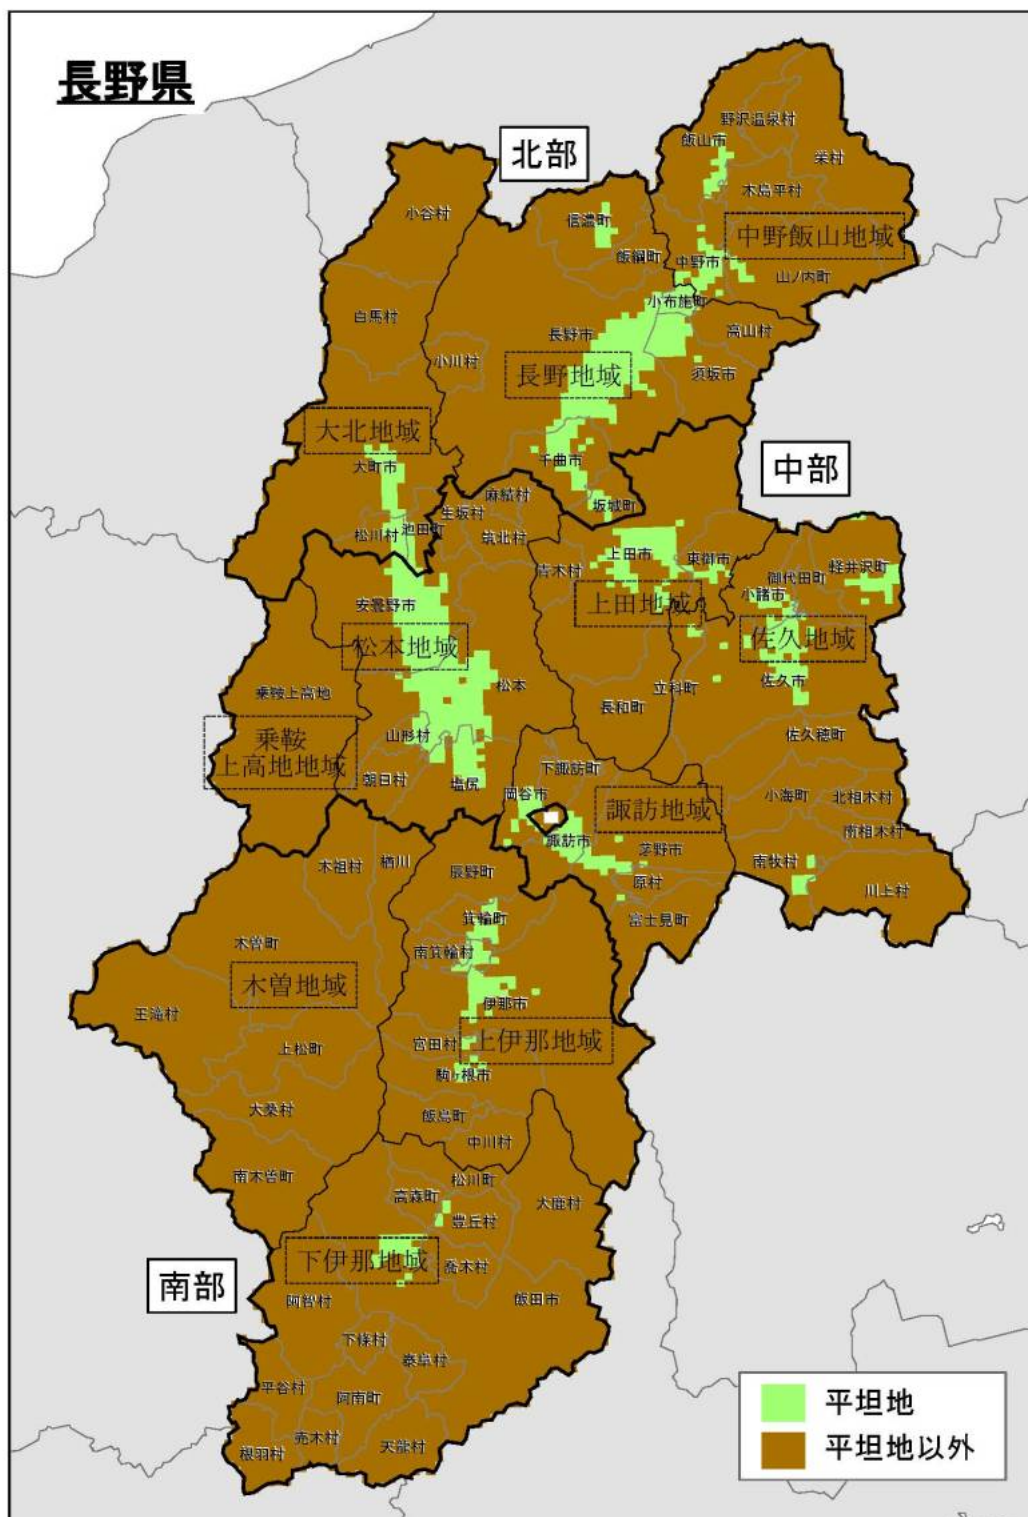 長野県
北部
野沢温泉村
飯山市
栄村
木島平村
小谷村
信濃町
中野飯山地域
飯綱町
中野市
山ノ内町
小布施町
白馬村
長野市
高山村
小川村
長野地域
須坂市
大北地域
大町市
千曲市
中部
麻績村
坂城町
生坂村
松川村
池田町
筑北村
上田市
東御市
青木村
軽井沢町
御代田町
小諸市
安曇野市
上田地域
松本地域
佐久地域
佐久市
松本
立科町
乗鞍上高地
長和町
乗鞍
上高地地域
山形村
佐久穂町
朝日村
塩尻
下諏訪町
岡谷市
諏訪地域
小海町
北相木村
南相木村
諏訪市
茅野市
南牧村
木祖村
楢川
辰野町
原村
川上村
箕輪町
富士見町
木曽町
南箕輪村
木曽地域
伊那市
王滝村
上伊那地域
宮田村
上松町
駒ヶ根市
大桑村
飯島町
中川村
南木曽町
松川町
高森町
大鹿村
豊丘村
下伊那地域
喬木村
南部
阿智村
飯田市
下條村
泰阜村
平谷村
阿南町
売木村
天龍村
根羽村
平坦地
平坦地以外